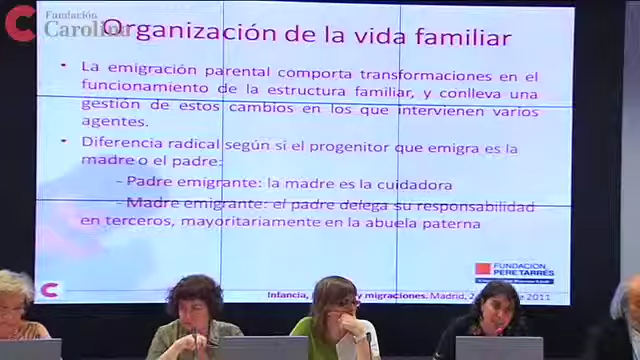 Fundación
Carolina
Organización de la vida familiar
• La emigración parental comporta transformaciones en el
funcionamiento de la estructura familiar, y conlleva una
gestión de estos cambios en los que intervienen varios
agentes.
• Diferencia radical según si el progenitor que emigra es la
madre o el padre:
- Padre emigrante: la madre es la cuidadora
- Madre emigrante: el padre delega su responsabilidad
en terceros, mayoritariamente en la abuela paterna
FUNDACIÓN
PERE TARRÉS
Infancia, y migraciones. Madrid, 2 de 2011